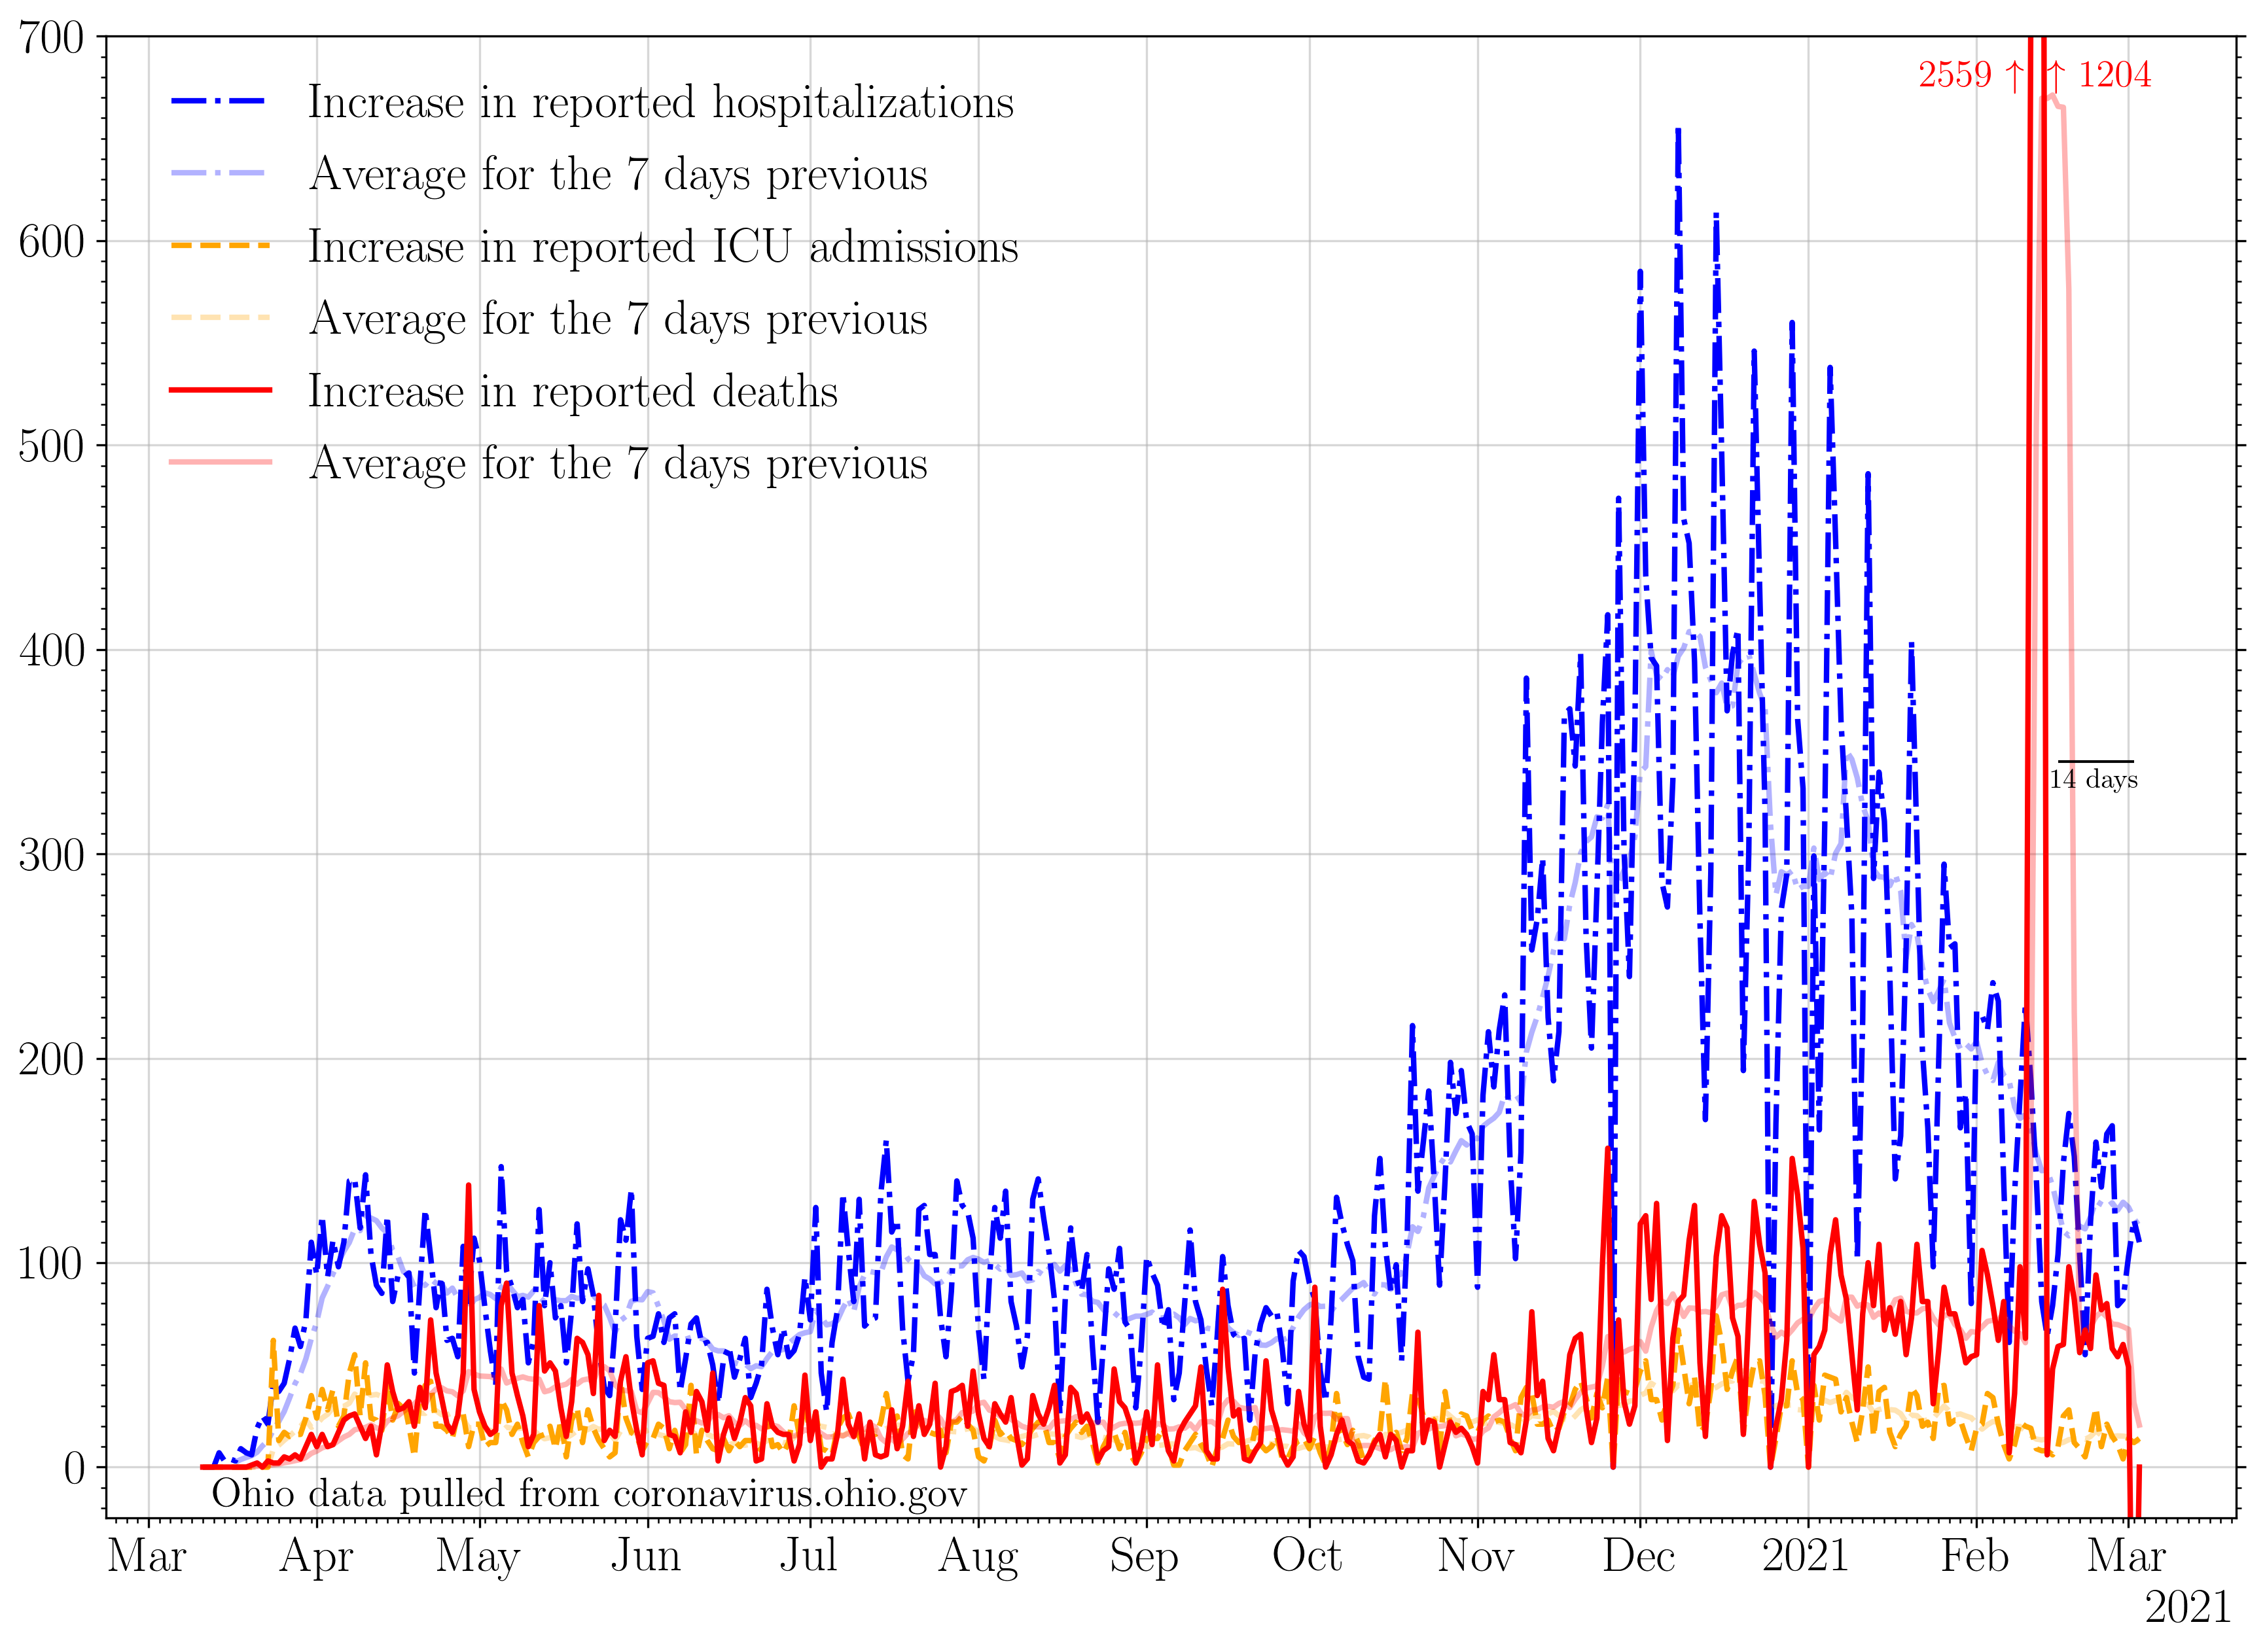 700
600
500
400
300
200
100
0
Increase in reported hospitalizations
Average for the 7 days previous
Increase in reported ICU admissions
Average for the 7 days previous
Increase in reported deaths
Average for the 7 days previous
2559 ↑ ↑ 1204
14 days
Ohio data pulled from coronavirus.ohio.gov
Mar Apr May Jun Jul Aug Sep Oct Nov Dec 2021 Feb Mar
2021